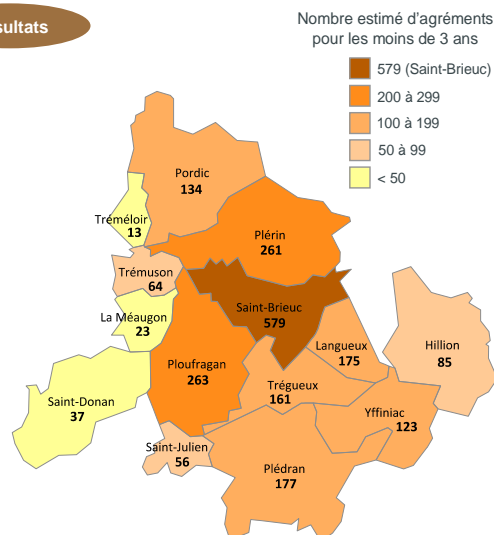 sultats
Nombre estimé d'agréments
pour les moins de 3 ans
579 (Saint-Brieuc)
200 à 299
100 à 199
50 à 99
< 50
Pordic
134
Tréméloir
13
Plérin
261
Trémuson
64
Saint-Brieuc
579
La Méaugon
23
Langueux
175
Hillion
85
Ploufragan
263
Trégueux
161
Saint-Donan
37
Yffiniac
123
Saint-Julien
56
Plédran
177